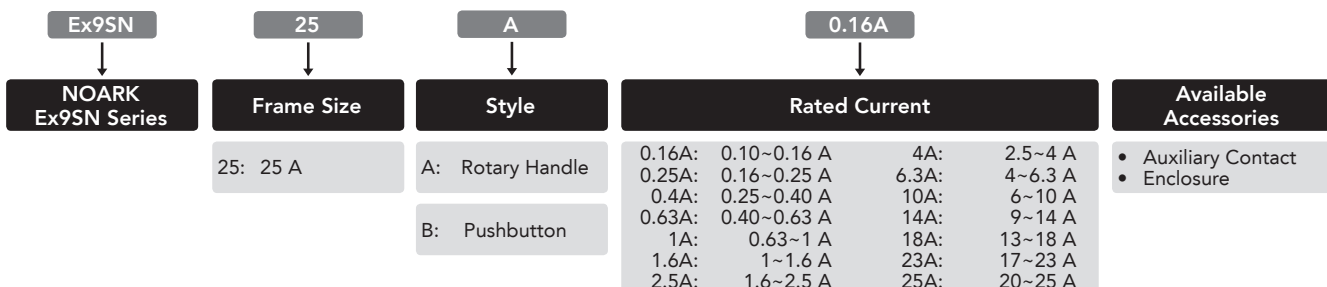 Ex9SN 25 A 0.16A
NOARK
Ex9SN Series
Frame Size
Style
Rated Current
Available
Accessories
25: 25 A
A: Rotary Handle
B: Pushbutton
0.16A: 0.10~0.16 A 4A: 2.5~4 A
0.25A: 0.16~0.25 A 6.3A: 4~6.3 A
0.4A: 0.25~0.40 A 10A: 6~10 A
0.63A: 0.40~0.63 A 14A: 9~14 A
1A: 0.63~1 A 18A: 13~18 A
1.6A: 1~1.6 A 23A: 17~23 A
2.5A: 1.6~2.5 A 25A: 20~25 A
• Auxiliary Contact
• Enclosure